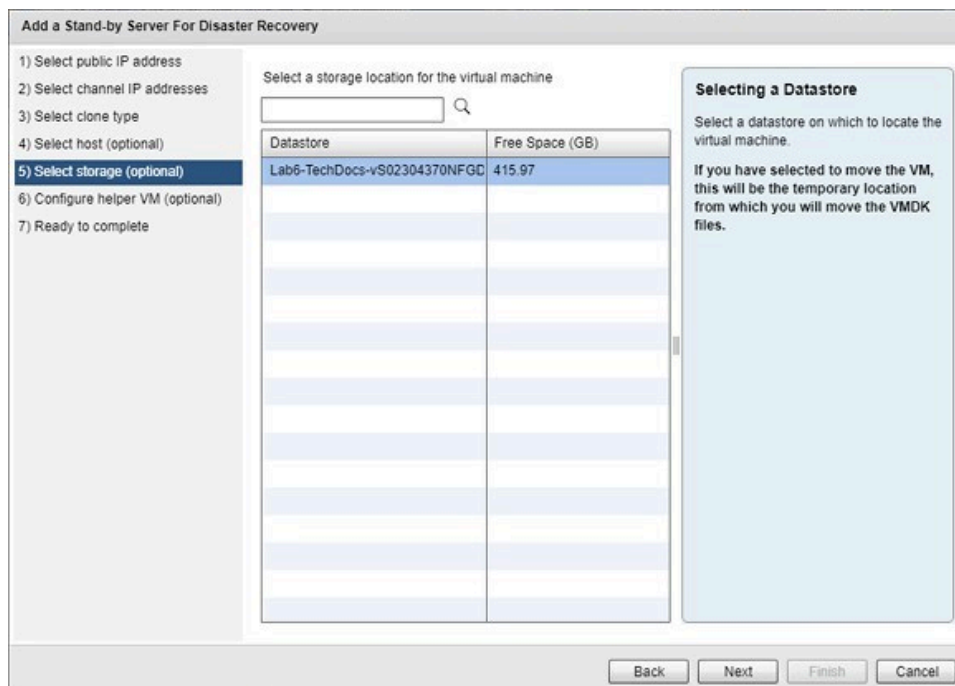 Add a Stand-by Server For Disaster Recovery
1) Select public IP address
2) Select channel IP addresses
3) Select clone type
4) Select host (optional)
5) Select storage (optional)
6) Configure helper VM (optional)
7) Ready to complete
Select a storage location for the virtual machine
Datastore
Free Space (GB)
Lab6-TechDocs-vS02304370NFGD
415.97
Selecting a Datastore
Select a datastore on which to locate the
virtual machine.
If you have selected to move the VM,
this will be the temporary location
from which you will move the VMDK
files.
Back
Next
Finish
Cancel